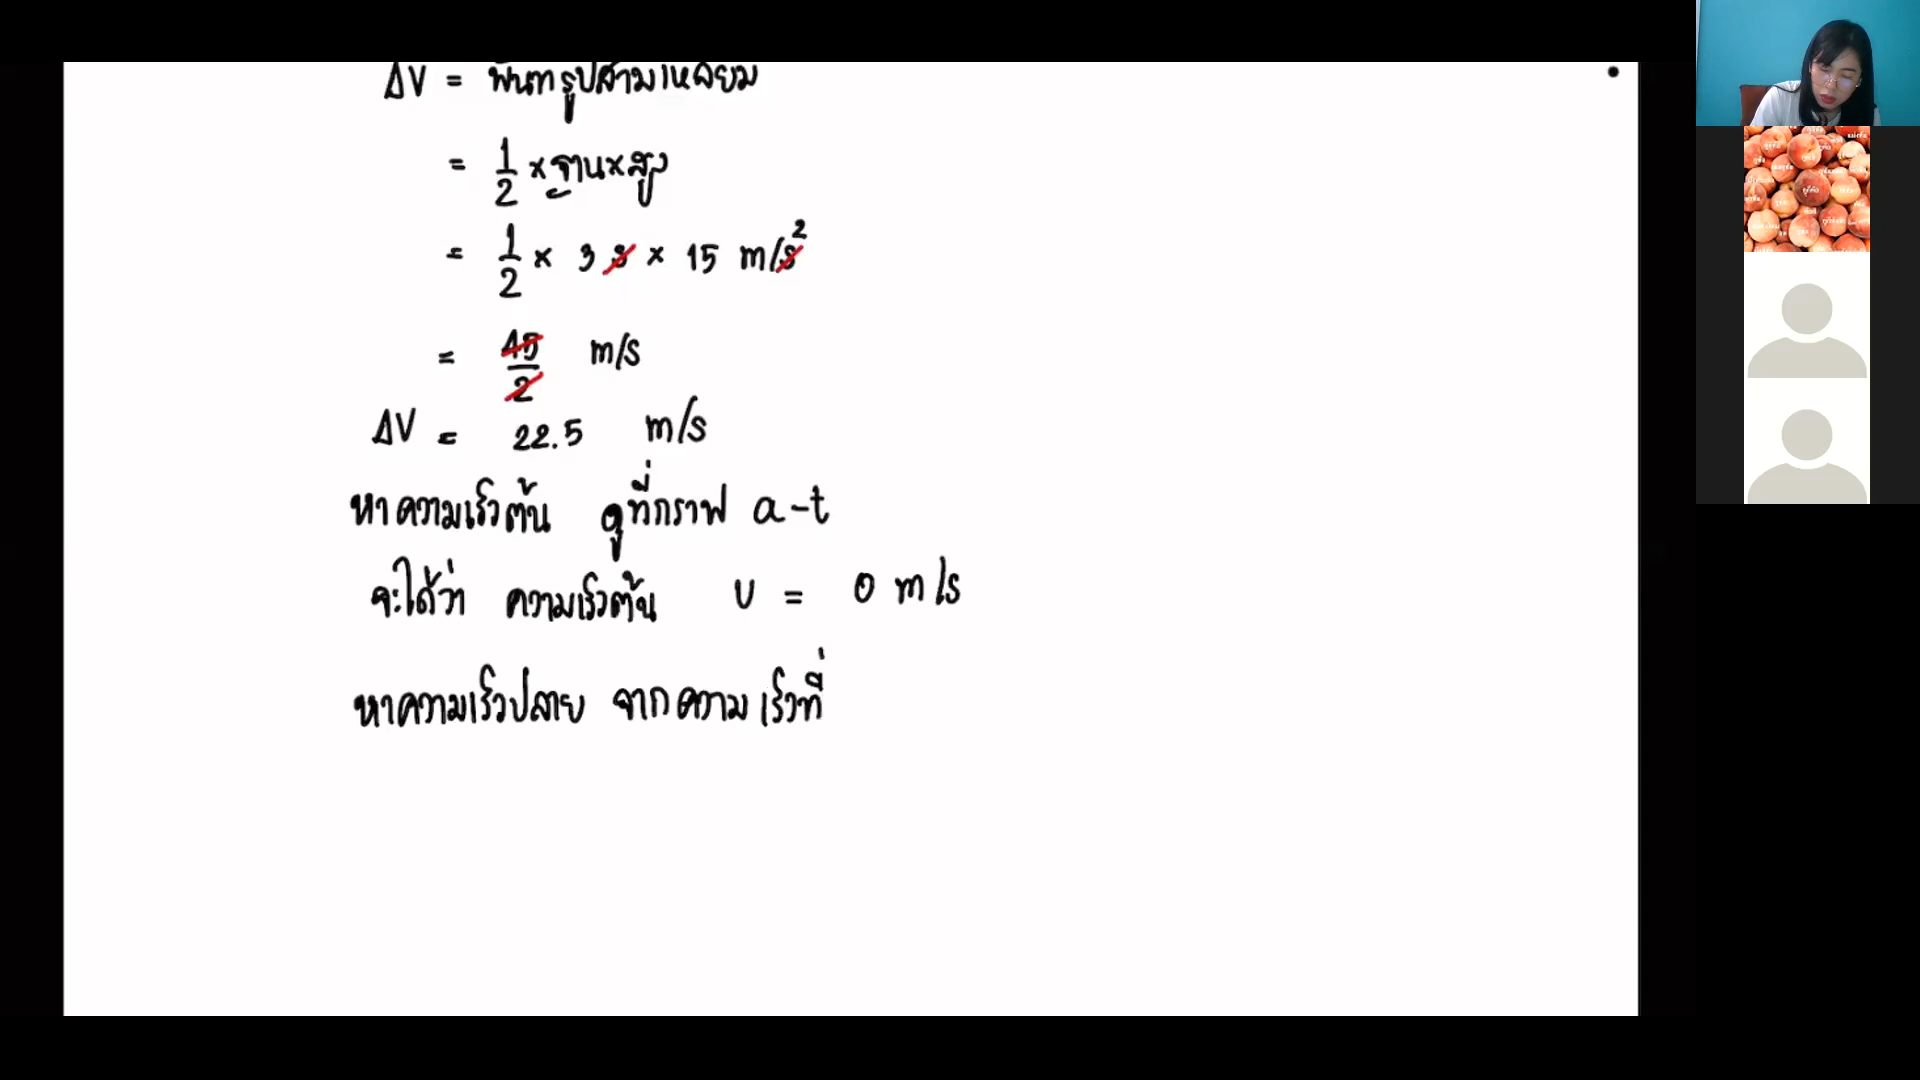 ΔV = พื้นที่รูปสามเหลี่ยม
= 1/2 × ฐาน × สูง
= 1/2 × 3 s × 15 m/s²
= 45/2 m/s
ΔV = 22.5 m/s
หาความเร็วต้น ดูที่กราฟ a-t
จะได้ว่า ความเร็วต้น u = 0 m/s
หาความเร็วปลาย จากความเร็วที่